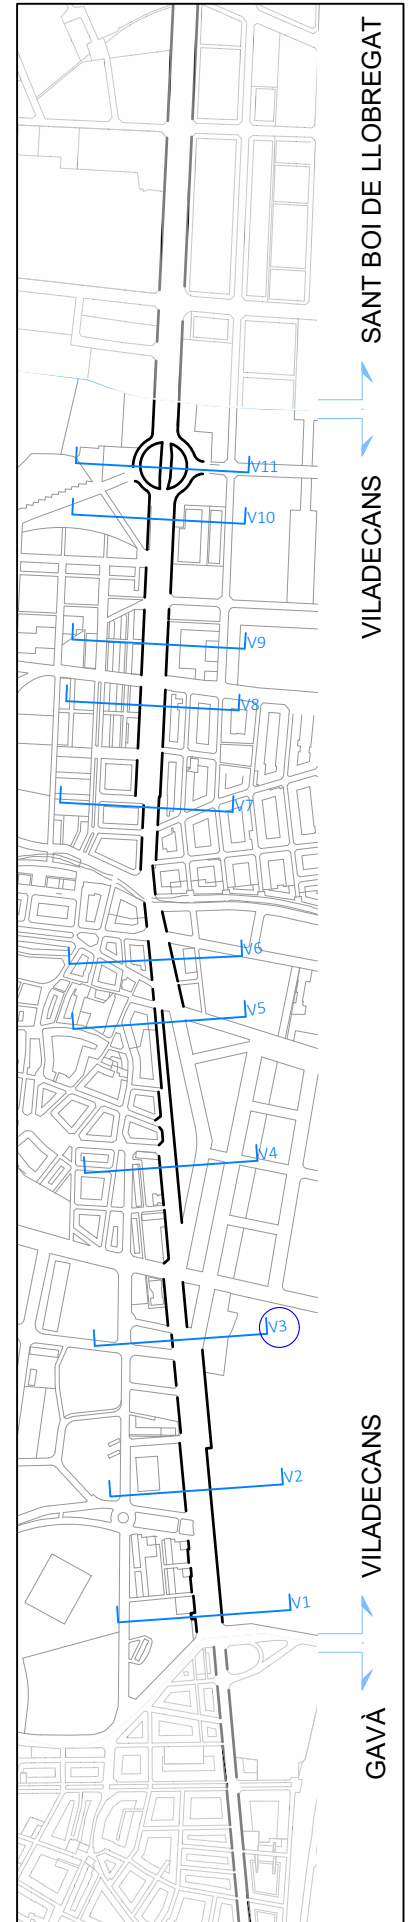 SANT BOI DE LLOBREGAT
VILADECANS
V11
V10
V9
V8
V7
V6
V5
V4
V3
V2
V1
VILADECANS
GAVÀ